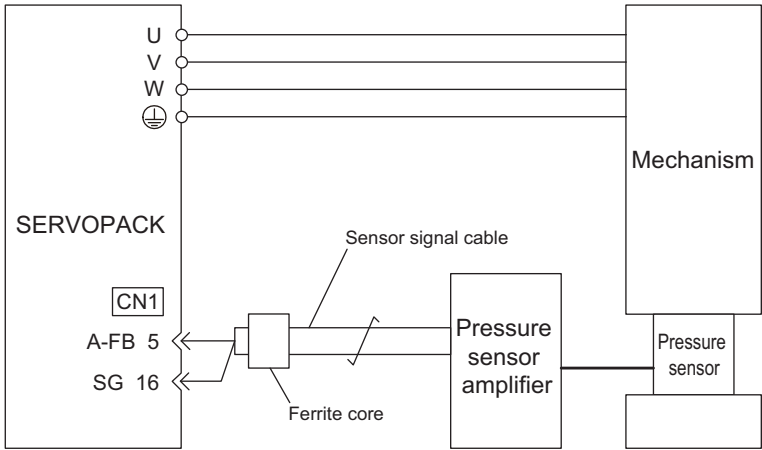 U
V
W
Mechanism
SERVOPACK
Sensor signal cable
CN1
A-FB 5
SG 16
Ferrite core
Pressure
sensor
amplifier
Pressure
sensor